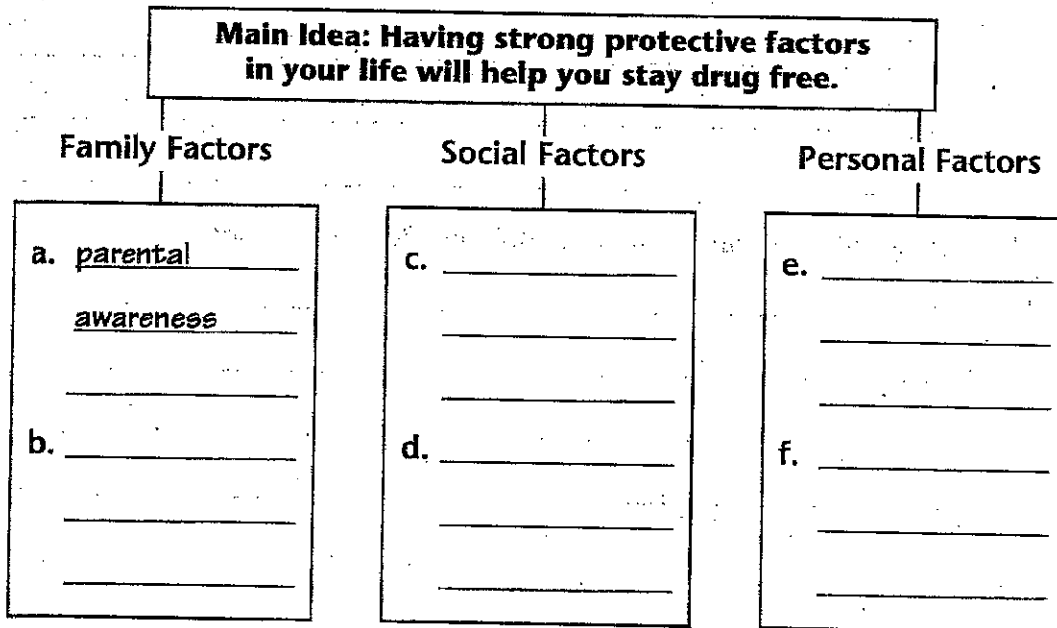 Main Idea: Having strong protective factors
in your life will help you stay drug free.
Family Factors
Social Factors
Personal Factors
a. parental
awareness
b.
c.
d.
e.
f.